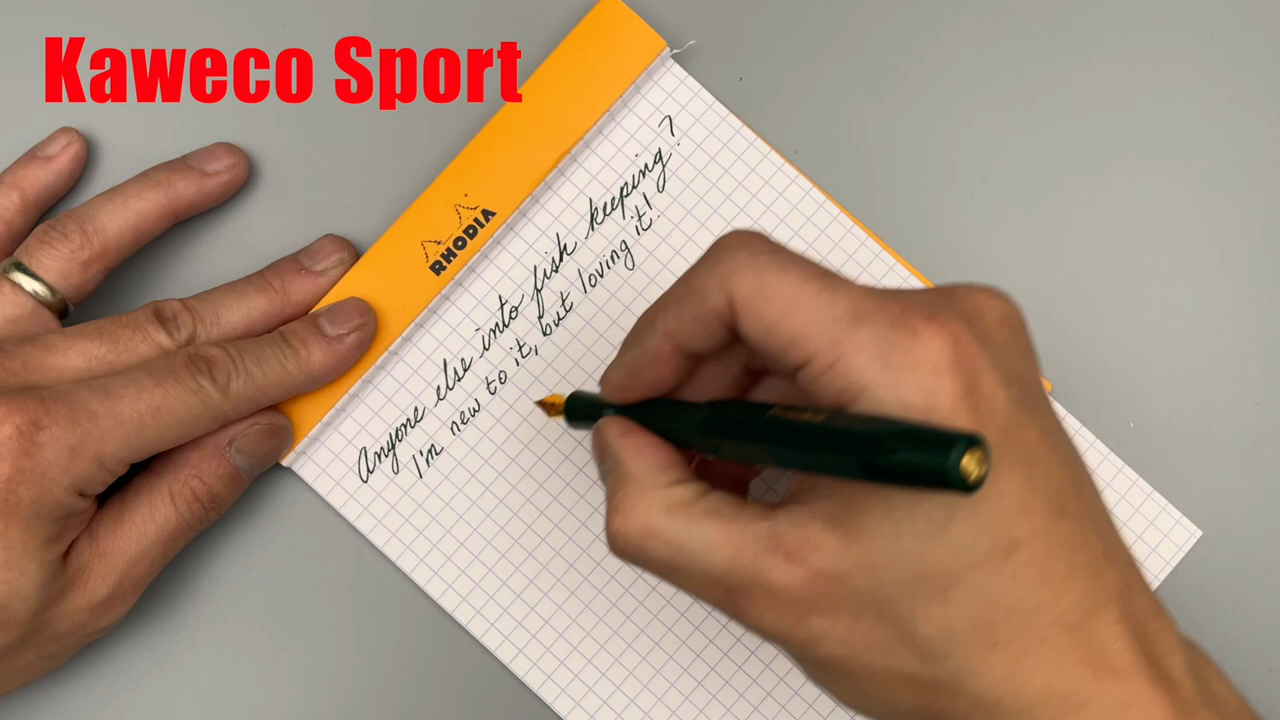 Kaweco Sport
RHODIA
Anyone else into fish keeping?
I'm new to it, but loving it!